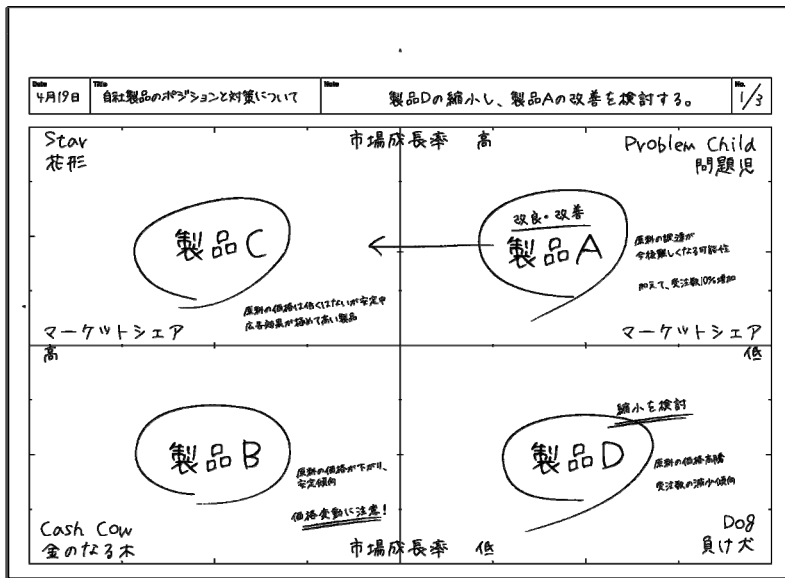 Date
4月19日
Title
自社製品のポジションと対策について
Note
製品Dの縮小し、製品Aの改善を検討する。
No.
1/3
Star
花形
市場成長率 高
Problem Child
問題児
製品C
原料の価格は低くはないが安定中
広告効果が極めて高い製品
改良・改善
製品A
原料の調達が
今後難しくなる可能性
加えて、受注数10%増加
マーケットシェア
高
マーケットシェア
低
製品B
原料の価格が下がり、
安定傾向
価格変動に注意!
縮小を検討
製品D
原料の価格高騰
受注数の減少傾向
Cash Cow
金のなる木
市場成長率 低
Dog
負け犬